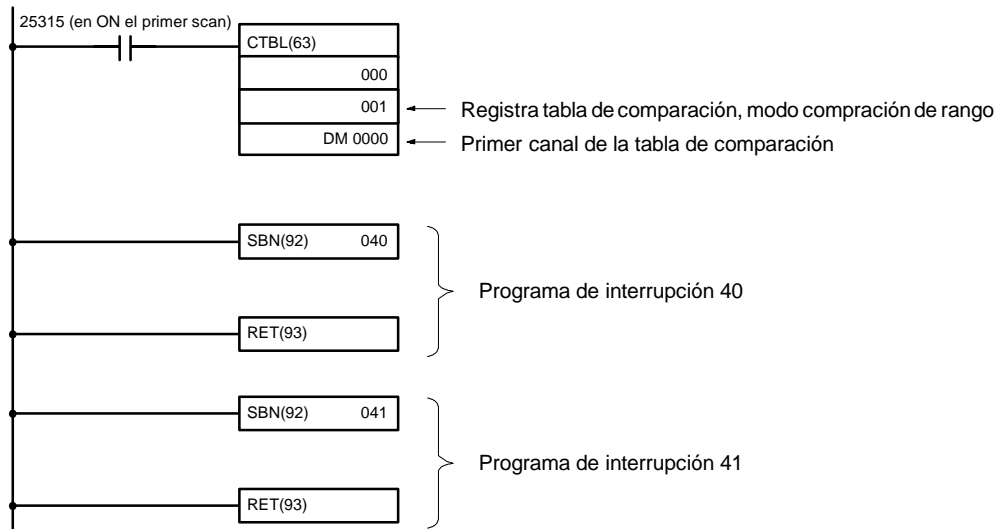 25315 (en ON el primer scan)
CTBL(63)
000
001
Registra tabla de comparación, modo compración de rango
DM 0000
Primer canal de la tabla de comparación
SBN(92) 040
Programa de interrupción 40
RET(93)
SBN(92) 041
Programa de interrupción 41
RET(93)